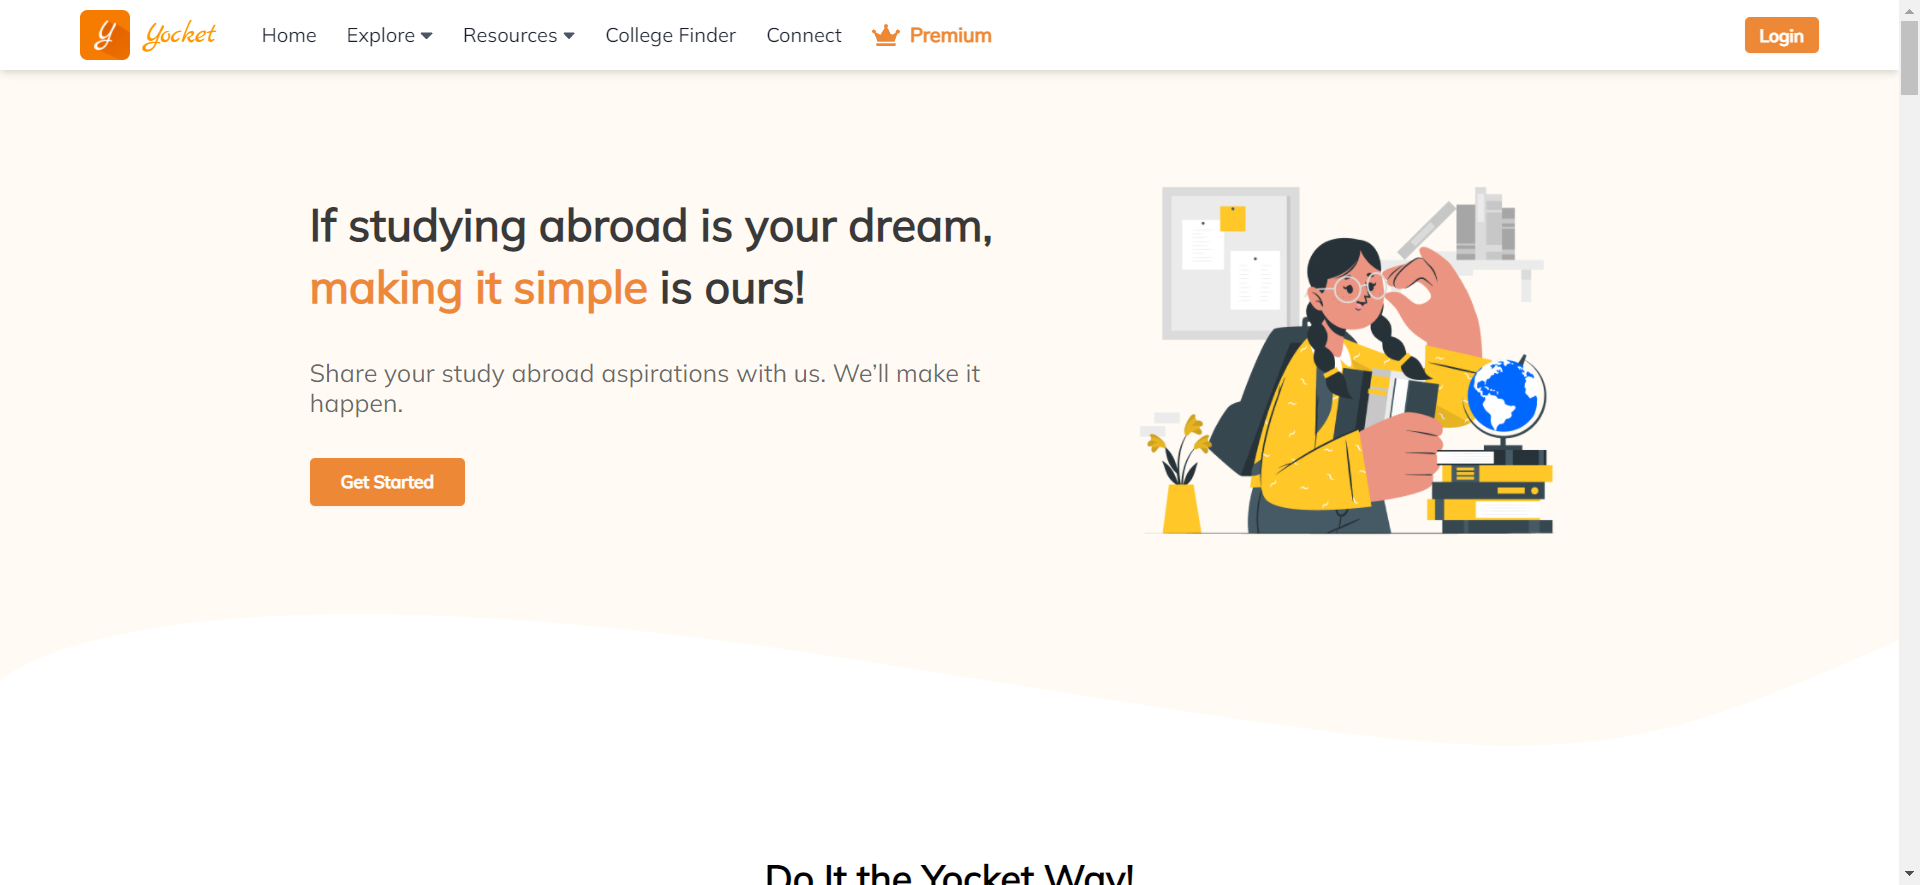 Y Yocket Home Explore Resources College Finder Connect Premium Login
If studying abroad is your dream,
making it simple is ours!
Share your study abroad aspirations with us. We’ll make it
happen.
Get Started
Do It the Yocket Way!